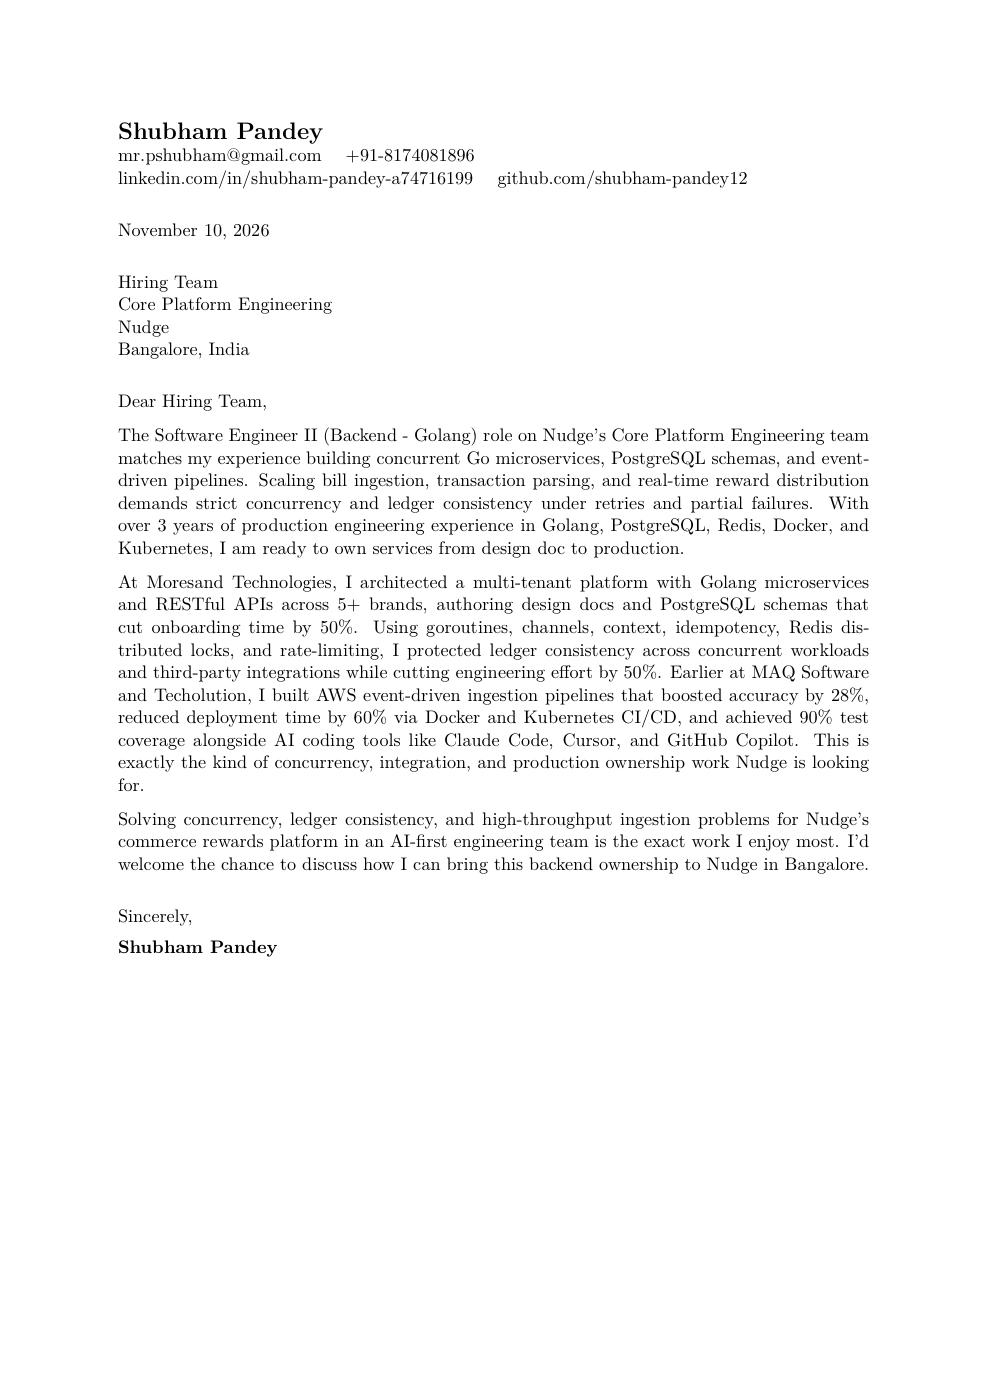 Shubham Pandey
mr.pshubham@gmail.com +91-8174081896
linkedin.com/in/shubham-pandey-a74716199 github.com/shubham-pandey12
November 10, 2026
Hiring Team
Core Platform Engineering
Nudge
Bangalore, India
Dear Hiring Team,
The Software Engineer II (Backend - Golang) role on Nudge's Core Platform Engineering team
matches my experience building concurrent Go microservices, PostgreSQL schemas, and event-
driven pipelines. Scaling bill ingestion, transaction parsing, and real-time reward distribution
demands strict concurrency and ledger consistency under retries and partial failures. With
over 3 years of production engineering experience in Golang, PostgreSQL, Redis, Docker, and
Kubernetes, I am ready to own services from design doc to production.
At Moresand Technologies, I architected a multi-tenant platform with Golang microservices
and RESTful APIs across 5+ brands, authoring design docs and PostgreSQL schemas that
cut onboarding time by 50%. Using goroutines, channels, context, idempotency, Redis dis-
tributed locks, and rate-limiting, I protected ledger consistency across concurrent workloads
and third-party integrations while cutting engineering effort by 50%. Earlier at MAQ Software
and Techolution, I built AWS event-driven ingestion pipelines that boosted accuracy by 28%,
reduced deployment time by 60% via Docker and Kubernetes CI/CD, and achieved 90% test
coverage alongside AI coding tools like Claude Code, Cursor, and GitHub Copilot. This is
exactly the kind of concurrency, integration, and production ownership work Nudge is looking
for.
Solving concurrency, ledger consistency, and high-throughput ingestion problems for Nudge's
commerce rewards platform in an AI-first engineering team is the exact work I enjoy most. I'd
welcome the chance to discuss how I can bring this backend ownership to Nudge in Bangalore.
Sincerely,
Shubham Pandey